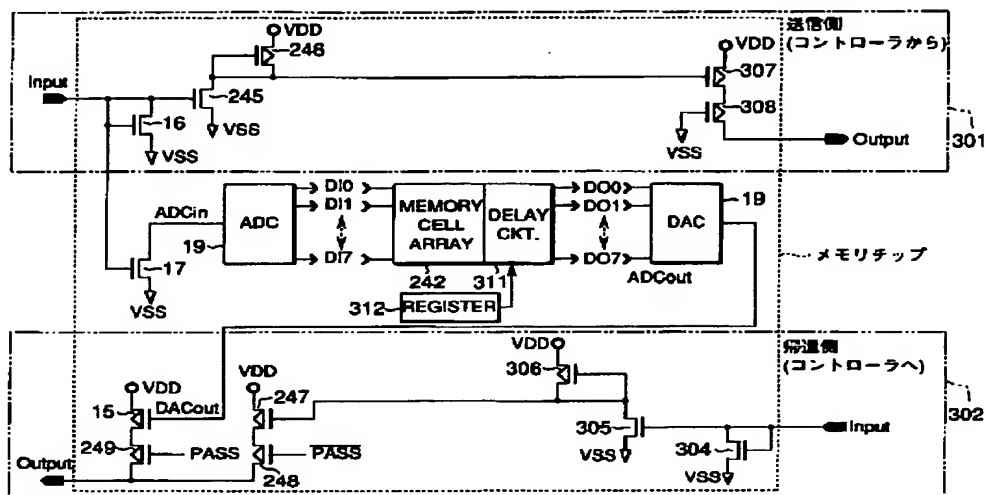 VDD
246
送信側
(コントローラから)
VDD
Input
245
307
16
VSS
308
VSS
VSS
Output
301
ADCin
ADC
19
DI0
DI1
DI7
MEMORY
CELL
ARRAY
DELAY
CKT.
DO0
DO1
DO7
DAC
19
17
VSS
242
311
ADCout
メモリチップ
312
REGISTER
VDD
306
帰還側
(コントローラへ)
VDD
15
DACout
VDD
247
305
304
Input
302
249
PASS
PASS
VSS
VSS
Output
248